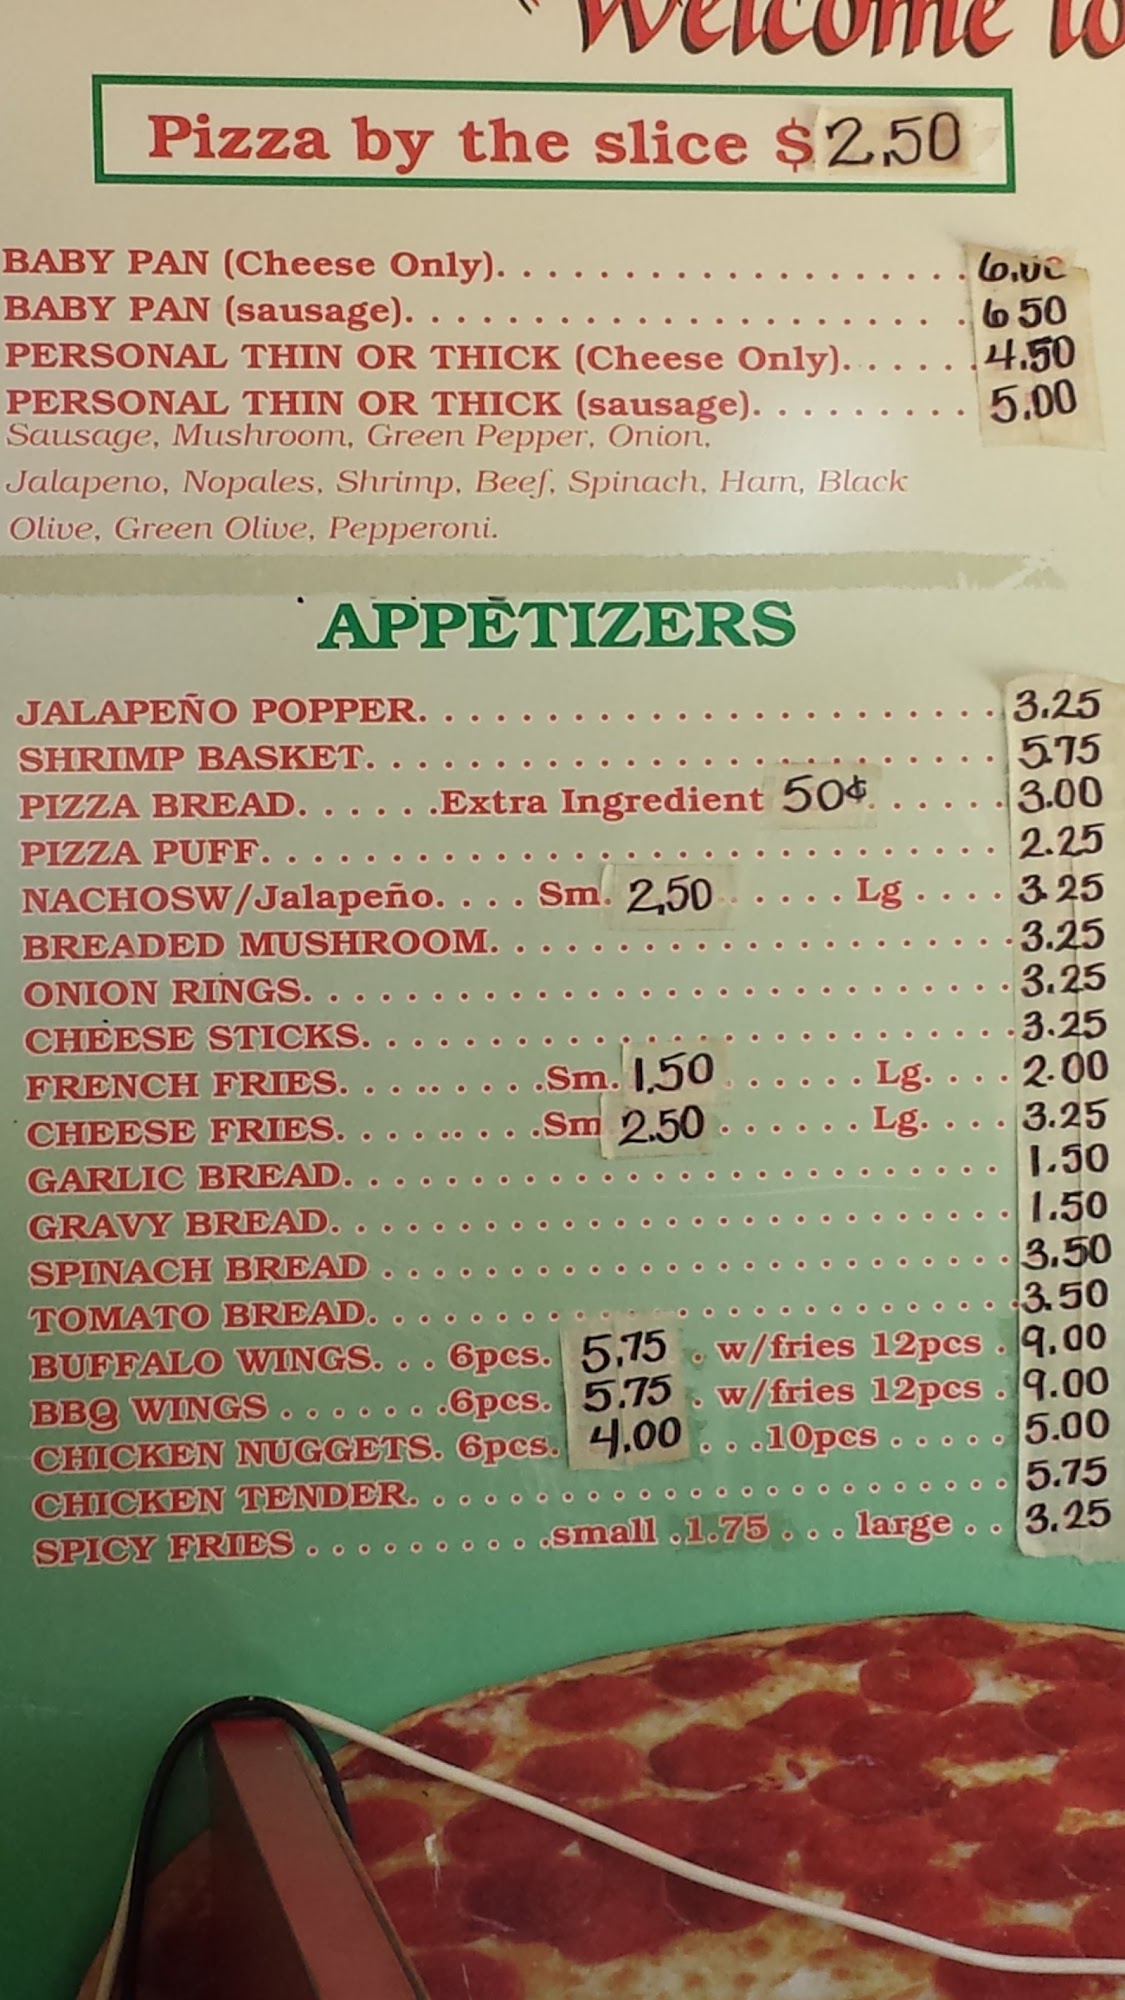 "Welcome to
Pizza by the slice $ 2.50
BABY PAN (Cheese Only). . . . . . . . . . . . . . . . . . . 6.00
BABY PAN (sausage). . . . . . . . . . . . . . . . . . . . . . . 6 50
PERSONAL THIN OR THICK (Cheese Only). . . . . . 4.50
PERSONAL THIN OR THICK (sausage). . . . . . . . . 5.00
Sausage, Mushroom, Green Pepper, Onion,
Jalapeno, Nopales, Shrimp, Beef, Spinach, Ham, Black
Olive, Green Olive, Pepperoni.
APPETIZERS
JALAPEÑO POPPER. . . . . . . . . . . . . . . . . . . . . . . 3.25
SHRIMP BASKET. . . . . . . . . . . . . . . . . . . . . . . . . 5.75
PIZZA BREAD. . . . . .Extra Ingredient 50¢. . . . . . 3.00
PIZZA PUFF. . . . . . . . . . . . . . . . . . . . . . . . . . . . . 2.25
NACHOSW/Jalapeño. . . . Sm. 2,50 . . . . . Lg . . . . 3.25
BREADED MUSHROOM. . . . . . . . . . . . . . . . . . . . . 3.25
ONION RINGS. . . . . . . . . . . . . . . . . . . . . . . . . . . . 3.25
CHEESE STICKS. . . . . . . . . . . . . . . . . . . . . . . . . . 3.25
FRENCH FRIES. . . . .. . . . .Sm. 1.50 . . . . . . Lg. . . . 2.00
CHEESE FRIES. . . . .. . . .Sm 2.50 . . . . . . Lg. . . . 3.25
GARLIC BREAD. . . . . . . . . . . . . . . . . . . . . . . . . . 1.50
GRAVY BREAD. . . . . . . . . . . . . . . . . . . . . . . . . . . 1.50
SPINACH BREAD . . . . . . . . . . . . . . . . . . . . . . . . . 3.50
TOMATO BREAD. . . . . . . . . . . . . . . . . . . . . . . . . . 3.50
BUFFALO WINGS. . . 6pcs. 5.75 . w/fries 12pcs . 9.00
BBQ WINGS . . . . . . .6pcs. 5.75 . w/fries 12pcs . 9.00
CHICKEN NUGGETS. 6pcs. 4.00 . . .10pcs . . . . . 5.00
CHICKEN TENDER. . . . . . . . . . . . . . . . . . . . . . . . 5.75
SPICY FRIES . . . . . . . . . .small .1.75 . . . large . . 3.25